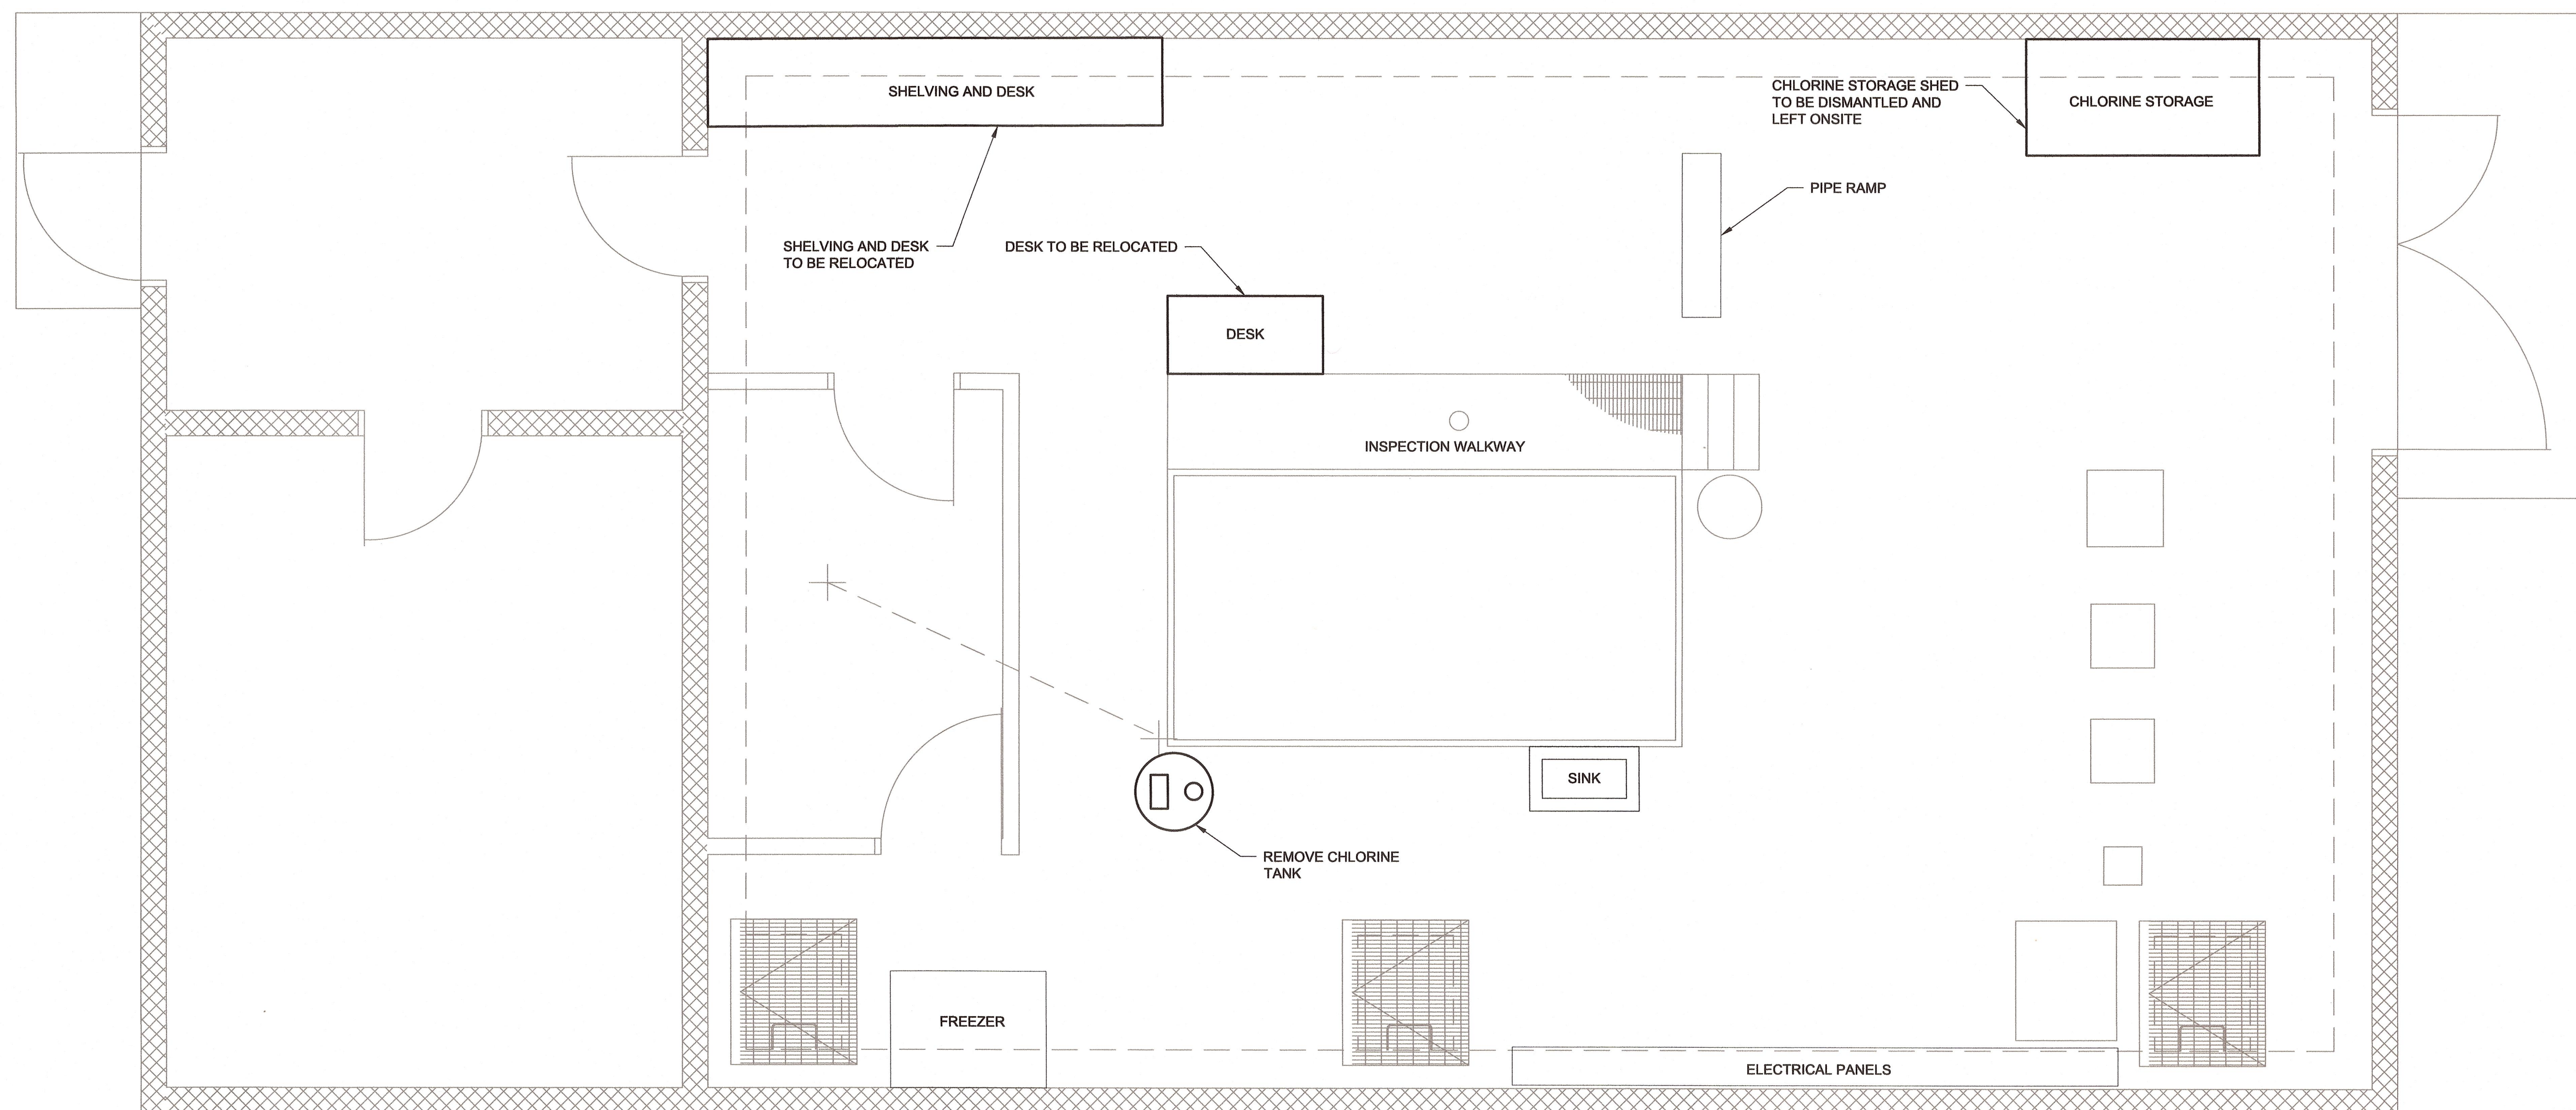 SHELVING AND DESK
CHLORINE STORAGE SHED
TO BE DISMANTLED AND
LEFT ONSITE
CHLORINE STORAGE
PIPE RAMP
SHELVING AND DESK
TO BE RELOCATED
DESK TO BE RELOCATED
DESK
INSPECTION WALKWAY
SINK
REMOVE CHLORINE
TANK
FREEZER
ELECTRICAL PANELS